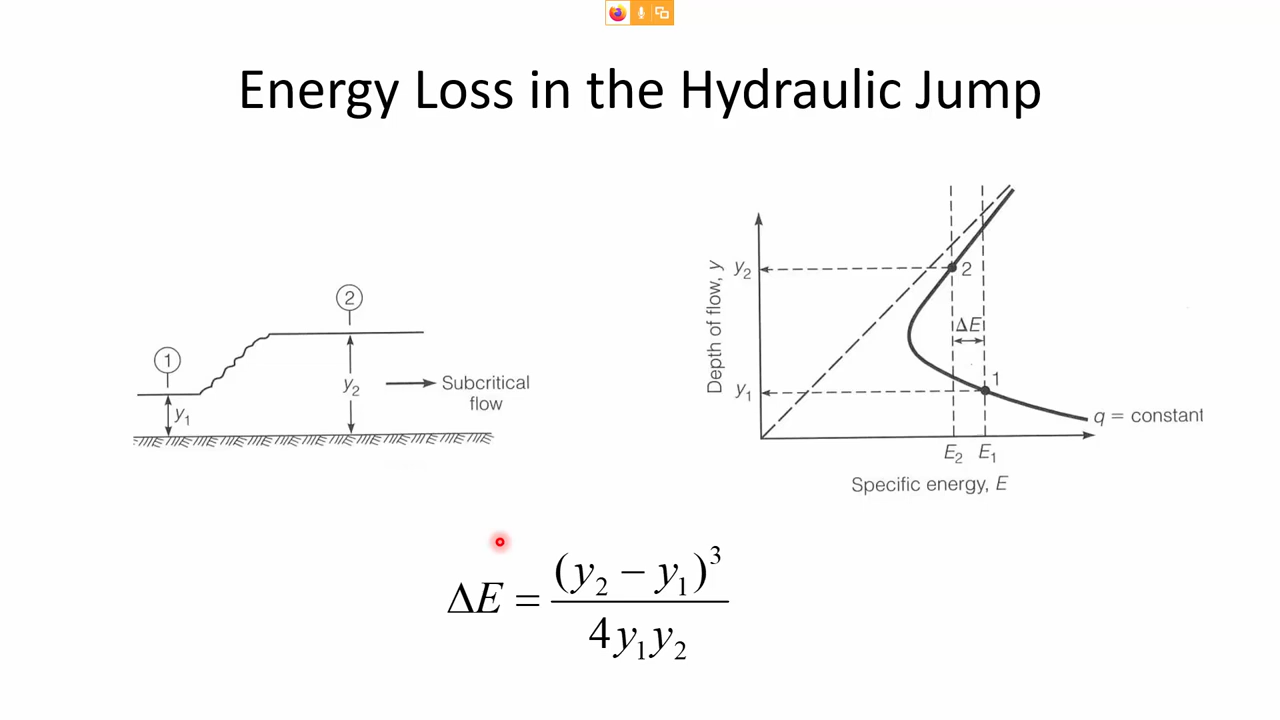 Energy Loss in the Hydraulic Jump
1
2
y₁
y₂
Subcritical
flow
Depth of flow, y
y₂
y₁
2
ΔE
1
q = constant
E₂ E₁
Specific energy, E
ΔE = (y₂ − y₁)³ / 4y₁y₂